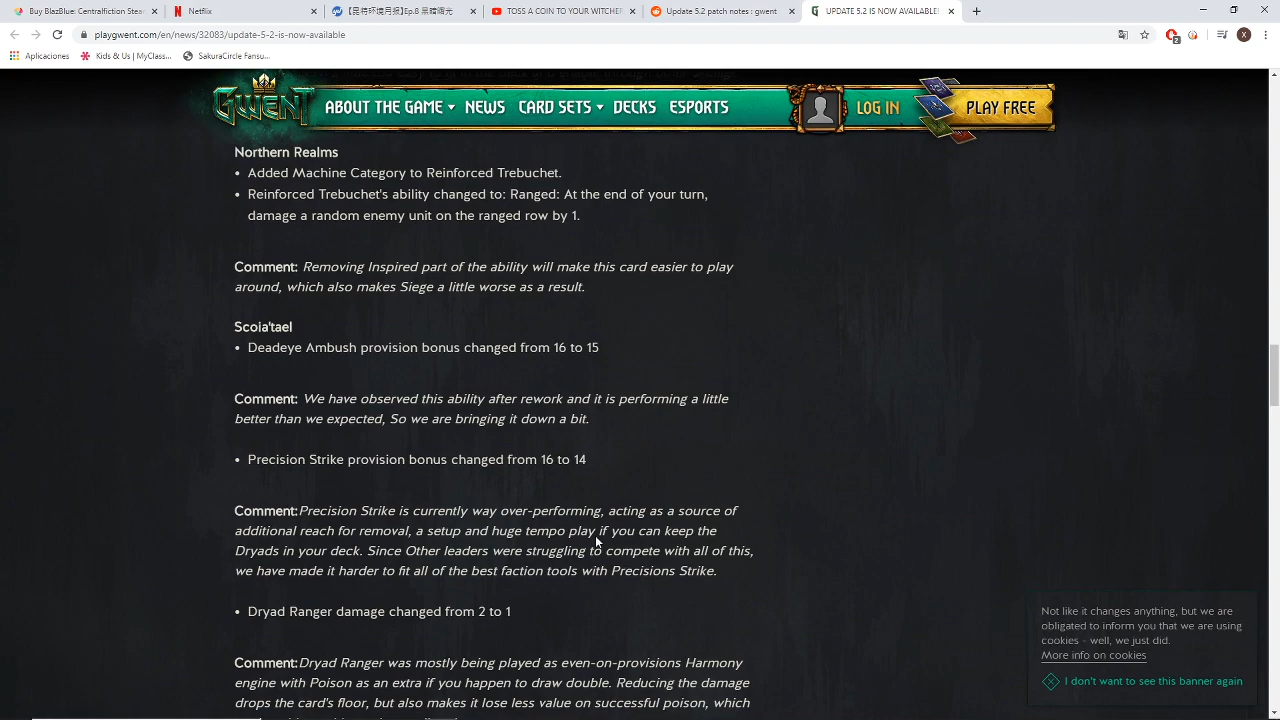 Buy BlazBlue: Centralfiction Stea
Netflix
TOSS A COIN TO YOUR WITCHER
Update 5.2 patch notes : gwent
UPDATE 5.2 IS NOW AVAILABLE!
playgwent.com/en/news/32083/update-5-2-is-now-available
2
X
Aplicaciones
Kids & Us | MyClass...
SakuraCircle Fansu...
GWENT
ABOUT THE GAME
NEWS
CARD SETS
DECKS
ESPORTS
LOG IN
PLAY FREE
Northern Realms
• Added Machine Category to Reinforced Trebuchet.
• Reinforced Trebuchet's ability changed to: Ranged: At the end of your turn,
damage a random enemy unit on the ranged row by 1.
Comment: Removing Inspired part of the ability will make this card easier to play
around, which also makes Siege a little worse as a result.
Scoia'tael
• Deadeye Ambush provision bonus changed from 16 to 15
Comment: We have observed this ability after rework and it is performing a little
better than we expected, So we are bringing it down a bit.
• Precision Strike provision bonus changed from 16 to 14
Comment:Precision Strike is currently way over-performing, acting as a source of
additional reach for removal, a setup and huge tempo play if you can keep the
Dryads in your deck. Since Other leaders were struggling to compete with all of this,
we have made it harder to fit all of the best faction tools with Precisions Strike.
• Dryad Ranger damage changed from 2 to 1
Comment:Dryad Ranger was mostly being played as even-on-provisions Harmony
engine with Poison as an extra if you happen to draw double. Reducing the damage
drops the card's floor, but also makes it lose less value on successful poison, which
Not like it changes anything, but we are
obligated to inform you that we are using
cookies - well, we just did.
More info on cookies
I don't want to see this banner again